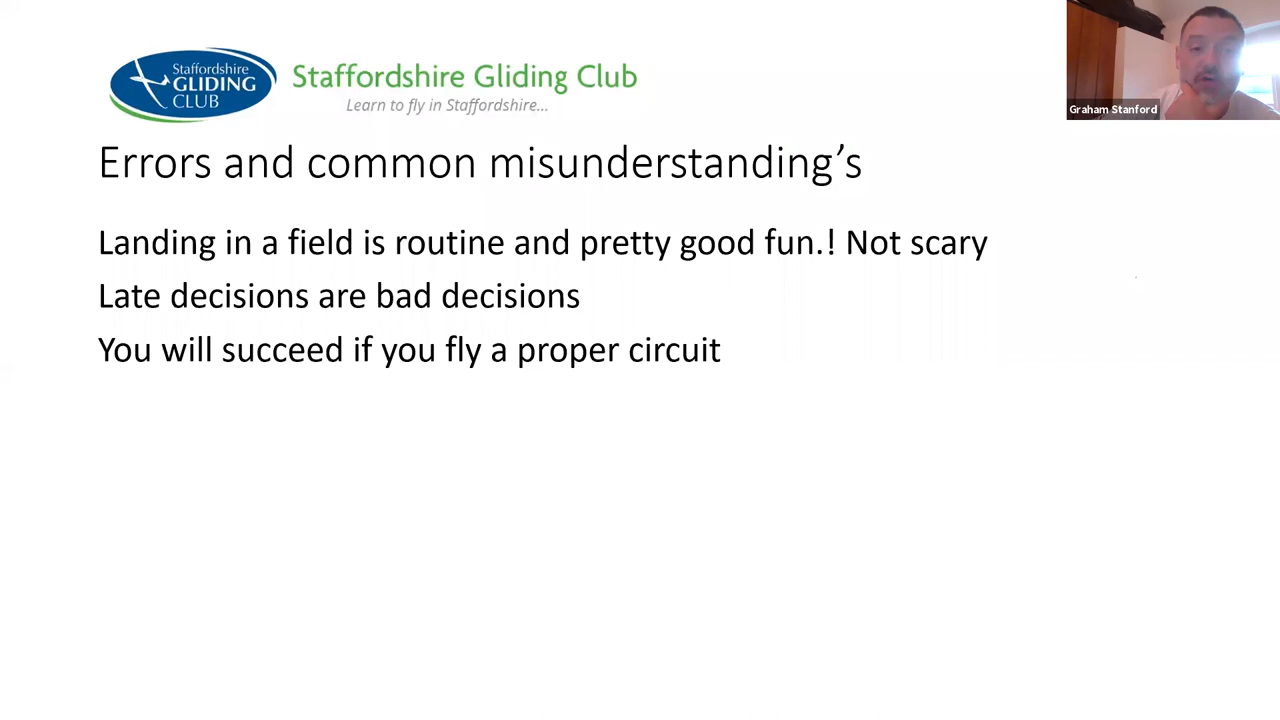 Staffordshire
GLIDING
CLUB
Staffordshire Gliding Club
Learn to fly in Staffordshire...
Graham Stanford
Errors and common misunderstanding’s
Landing in a field is routine and pretty good fun.! Not scary
Late decisions are bad decisions
You will succeed if you fly a proper circuit